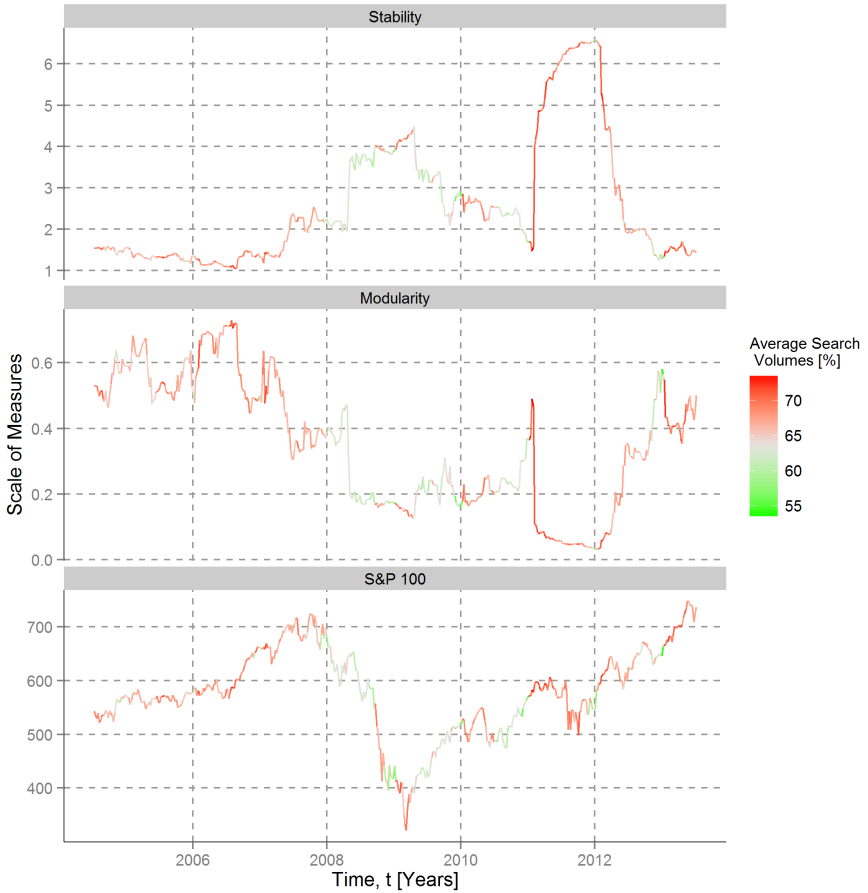 Stability
6
5
4
3
2
1
Modularity
0.6
0.4
0.2
0.0
S&P 100
700
600
500
400
2006 2008 2010 2012
Time, t [Years]
Scale of Measures
Average Search
Volumes [%]
70
65
60
55